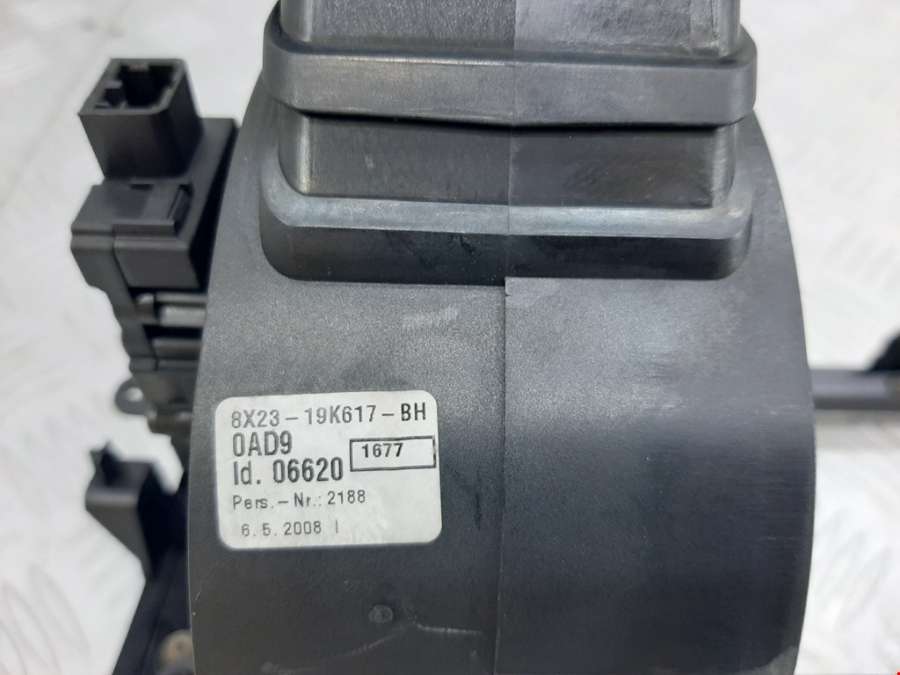 8X23-19K617-BH
0AD9
1677
Id. 06620
Pers.-Nr.: 2188
6.5.2008 I